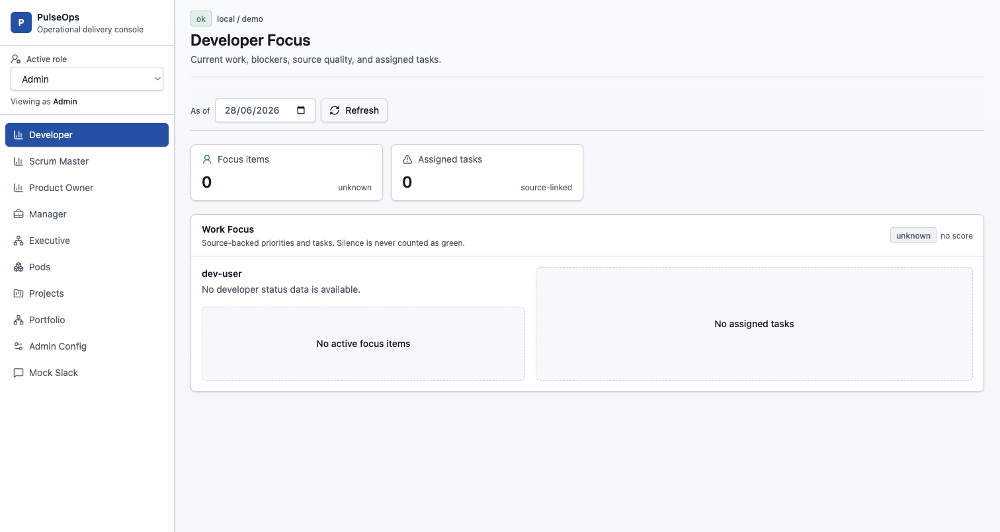 P
PulseOps
Operational delivery console
Active role
Admin
Viewing as Admin
Developer
Scrum Master
Product Owner
Manager
Executive
Pods
Projects
Portfolio
Admin Config
Mock Slack
ok local / demo
Developer Focus
Current work, blockers, source quality, and assigned tasks.
As of 28/06/2026 Refresh
Focus items
0 unknown
Assigned tasks
0 source-linked
Work Focus
Source-backed priorities and tasks. Silence is never counted as green.
unknown no score
dev-user
No developer status data is available.
No active focus items
No assigned tasks